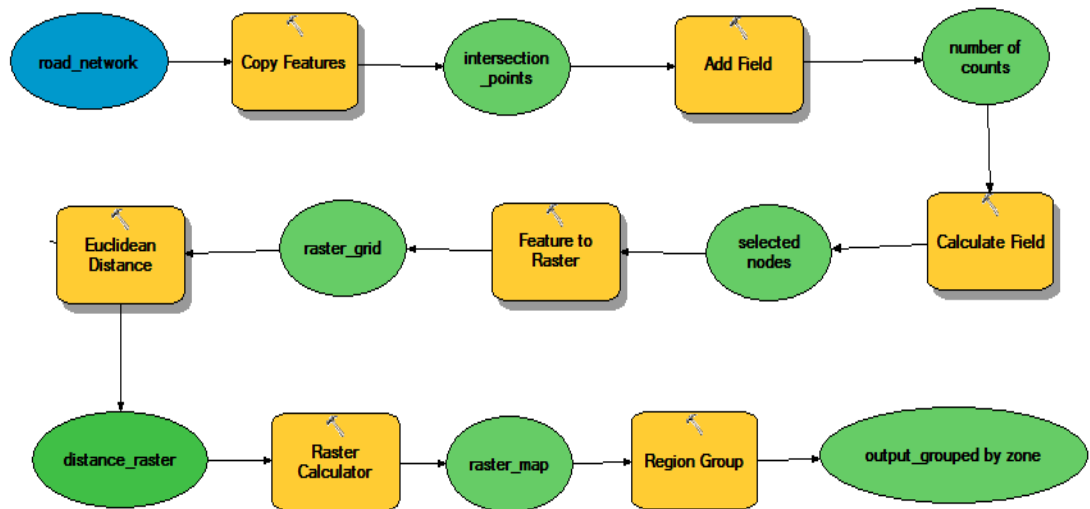 road_network
Copy Features
intersection
_points
Add Field
number of
counts
Euclidean
Distance
raster_grid
Feature to
Raster
selected
nodes
Calculate Field
distance_raster
Raster
Calculator
raster_map
Region Group
output_grouped by zone